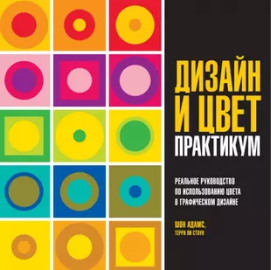 ДИЗАЙН
И ЦВЕТ
ПРАКТИКУМ
РЕАЛЬНОЕ РУКОВОДСТВО
ПО ИСПОЛЬЗОВАНИЮ ЦВЕТА
В ГРАФИЧЕСКОМ ДИЗАЙНЕ
ШОН АДАМС,
ТЕРРИ ЛИ СТОУН